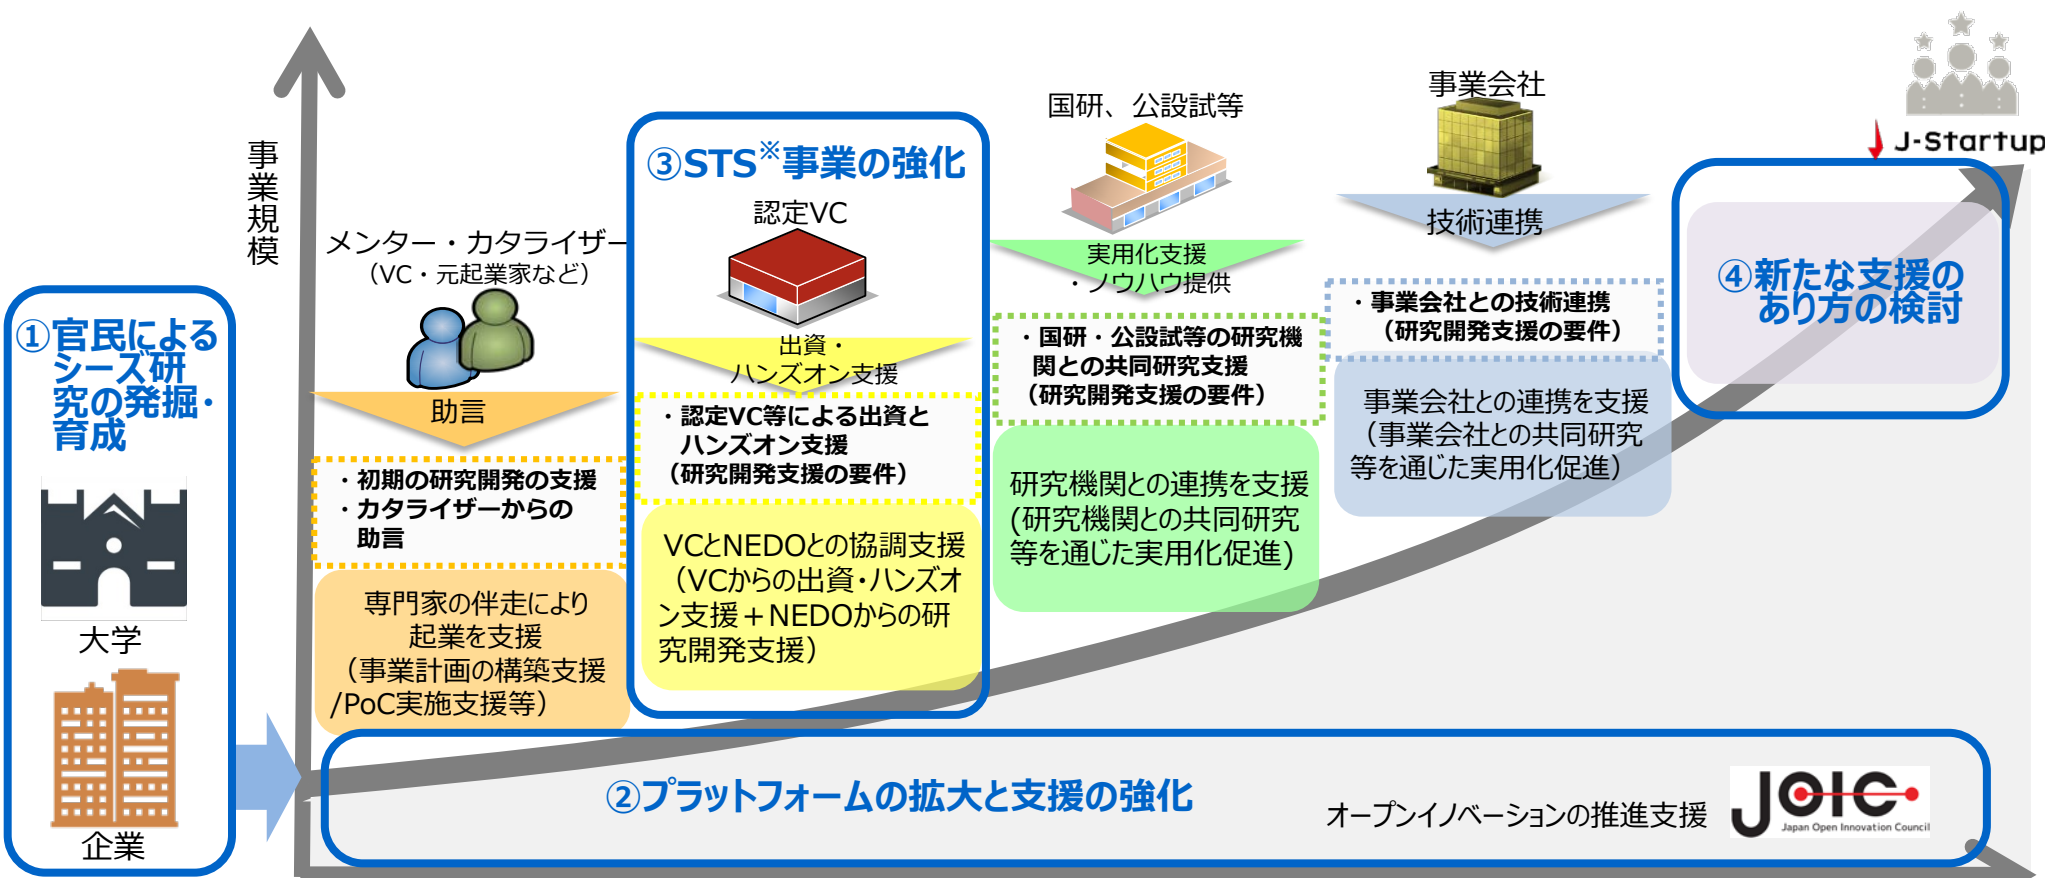 事業規模
①官民による
シーズ研
究の発掘・
育成
大学
企業
メンター・カタライザー
（VC・元起業家など）
助言
・初期の研究開発の支援
・カタライザーからの
助言
専門家の伴走により
起業を支援
（事業計画の構築支援
/PoC実施支援等）
③STS※事業の強化
認定VC
出資・
ハンズオン支援
・認定VC等による出資と
ハンズオン支援
（研究開発支援の要件）
VCとNEDOとの協調支援
（VCからの出資・ハンズオ
ン支援＋NEDOからの研
究開発支援）
国研、公設試等
実用化支援
・ノウハウ提供
・国研・公設試等の研究機
関との共同研究支援
（研究開発支援の要件）
研究機関との連携を支援
(研究機関との共同研究
等を通じた実用化促進)
事業会社
技術連携
・事業会社との技術連携
（研究開発支援の要件）
事業会社との連携を支援
（事業会社との共同研究
等を通じた実用化促進）
J-Startup
④新たな支援の
あり方の検討
②プラットフォームの拡大と支援の強化
オープンイノベーションの推進支援
JOIC
Japan Open Innovation Council